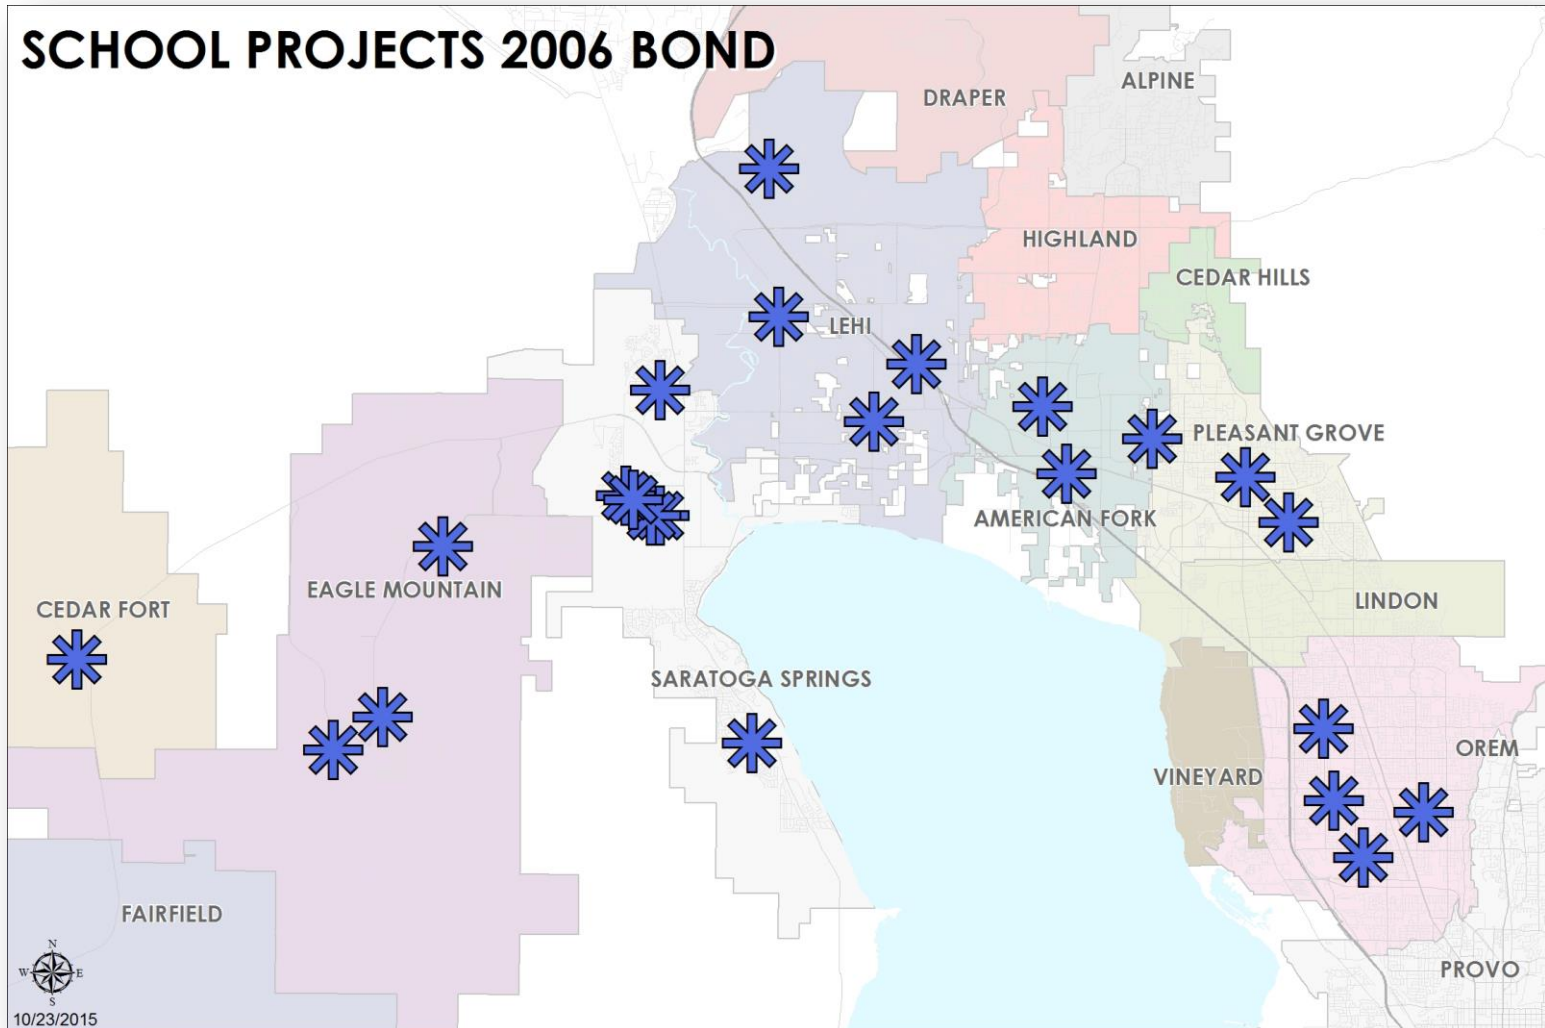 SCHOOL PROJECTS 2006 BOND
ALPINE
DRAPER
HIGHLAND
CEDAR HILLS
LEHI
PLEASANT GROVE
AMERICAN FORK
EAGLE MOUNTAIN
CEDAR FORT
LINDON
SARATOGA SPRINGS
OREM
VINEYARD
FAIRFIELD
PROVO
N
W E
S
10/23/2015